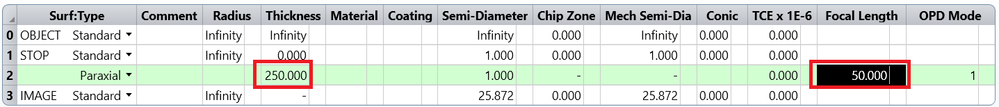 Surf:Type Comment Radius Thickness Material Coating Semi-Diameter Chip Zone Mech Semi-Dia Conic TCE x 1E-6 Focal Length OPD Mode
0 OBJECT Standard Infinity Infinity Infinity 0.000 Infinity 0.000 0.000
1 STOP Standard Infinity 0.000 1.000 0.000 1.000 0.000 0.000
2 Paraxial 250.000 1.000 - - 0.000 50.000 1
3 IMAGE Standard Infinity - 25.872 0.000 25.872 0.000 0.000